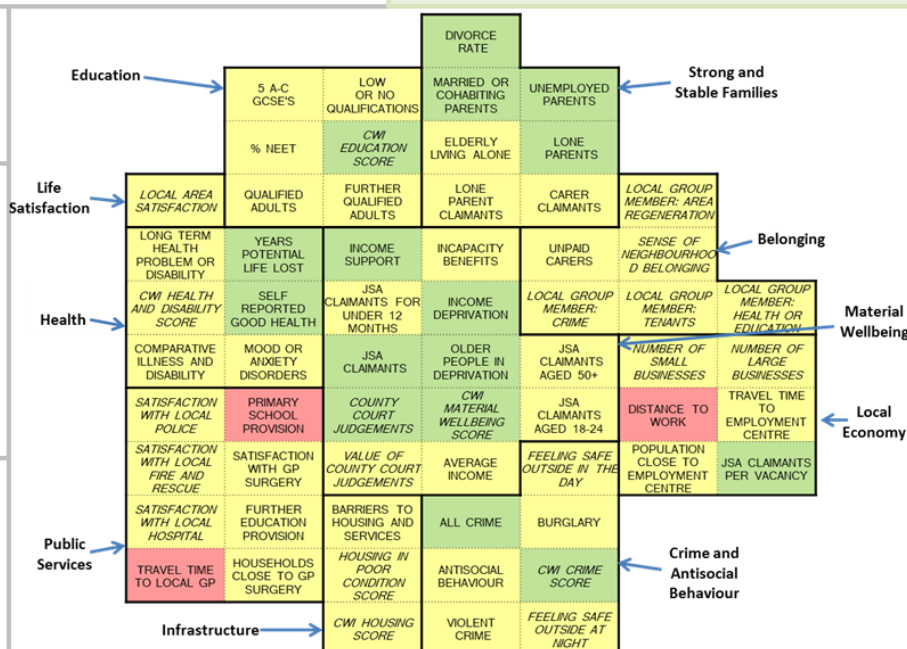 DIVORCE
RATE
Education
Strong and
Stable Families
5 A-C
GCSE'S
LOW
OR NO
QUALIFICATIONS
MARRIED OR
COHABITING
PARENTS
UNEMPLOYED
PARENTS
% NEET
CWI
EDUCATION
SCORE
ELDERLY
LIVING ALONE
LONE
PARENTS
Life
Satisfaction
LOCAL AREA
SATISFACTION
QUALIFIED
ADULTS
FURTHER
QUALIFIED
ADULTS
LONE
PARENT
CLAIMANTS
CARER
CLAIMANTS
LOCAL GROUP
MEMBER: AREA
REGENERATION
LONG TERM
HEALTH
PROBLEM OR
DISABILITY
YEARS
POTENTIAL
LIFE LOST
INCOME
SUPPORT
INCAPACITY
BENEFITS
UNPAID
CARERS
SENSE OF
NEIGHBOURHOO
D BELONGING
Belonging
Health
CWI HEALTH
AND DISABILITY
SCORE
SELF
REPORTED
GOOD HEALTH
JSA
CLAIMANTS FOR
UNDER 12
MONTHS
INCOME
DEPRIVATION
LOCAL GROUP
MEMBER:
CRIME
LOCAL GROUP
MEMBER:
TENANTS
LOCAL GROUP
MEMBER:
HEALTH OR
EDUCATION
Material
Wellbeing
COMPARATIVE
ILLNESS AND
DISABILITY
MOOD OR
ANXIETY
DISORDERS
JSA
CLAIMANTS
OLDER
PEOPLE IN
DEPRIVATION
JSA
CLAIMANTS
AGED 50+
NUMBER OF
SMALL
BUSINESSES
NUMBER OF
LARGE
BUSINESSES
SATISFACTION
WITH LOCAL
POLICE
PRIMARY
SCHOOL
PROVISION
COUNTY
COURT
JUDGEMENTS
CWI
MATERIAL
WELLBEING
SCORE
JSA
CLAIMANTS
AGED 18-24
DISTANCE TO
WORK
TRAVEL TIME
TO
EMPLOYMENT
CENTRE
Local
Economy
SATISFACTION
WITH LOCAL
FIRE AND
RESCUE
SATISFACTION
WITH GP
SURGERY
VALUE OF
COUNTY COURT
JUDGEMENTS
AVERAGE
INCOME
FEELING SAFE
OUTSIDE IN THE
DAY
POPULATION
CLOSE TO
EMPLOYMENT
CENTRE
JSA CLAIMANTS
PER VACANCY
SATISFACTION
WITH LOCAL
HOSPITAL
FURTHER
EDUCATION
PROVISION
BARRIERS TO
HOUSING AND
SERVICES
ALL CRIME
BURGLARY
Public
Services
TRAVEL TIME
TO LOCAL GP
HOUSEHOLDS
CLOSE TO GP
SURGERY
HOUSING IN
POOR
CONDITION
SCORE
ANTISOCIAL
BEHAVIOUR
CWI CRIME
SCORE
Crime and
Antisocial
Behaviour
Infrastructure
CWI HOUSING
SCORE
VIOLENT
CRIME
FEELING SAFE
OUTSIDE AT
NIGHT